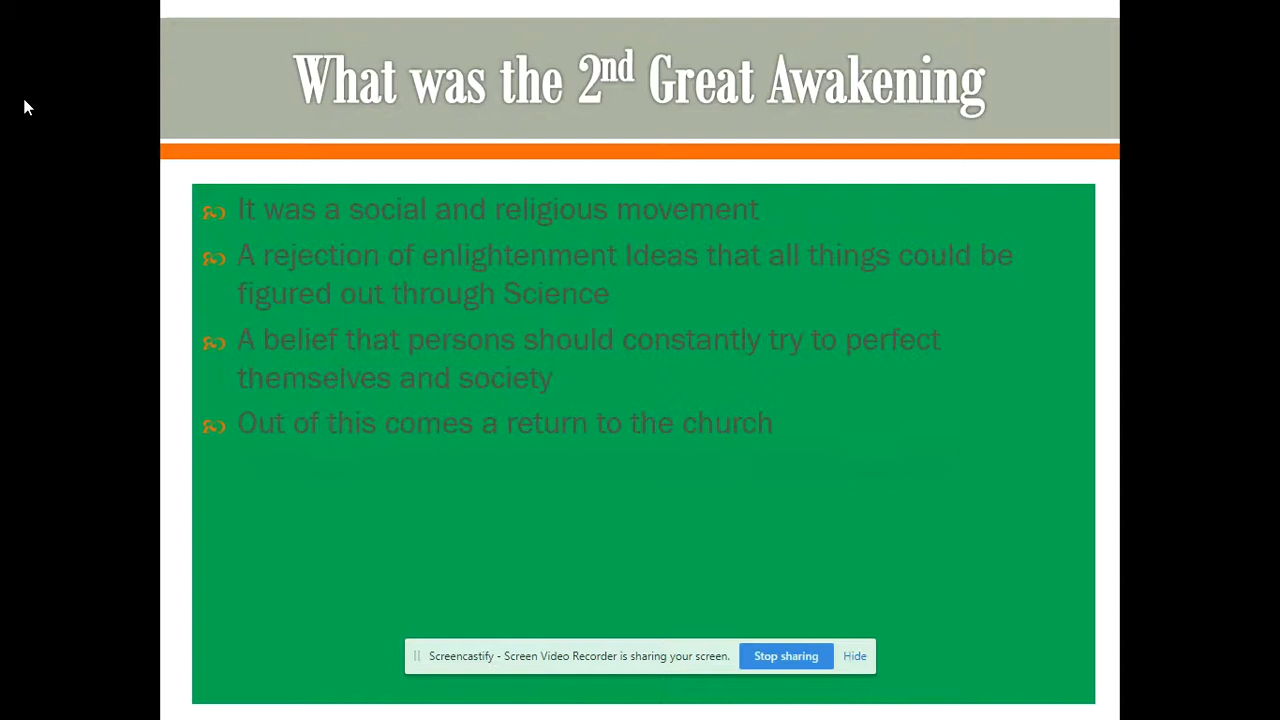 What was the 2nd Great Awakening
It was a social and religious movement
A rejection of enlightenment Ideas that all things could be
figured out through Science
A belief that persons should constantly try to perfect
themselves and society
Out of this comes a return to the church
Screencastify - Screen Video Recorder is sharing your screen. Stop sharing Hide